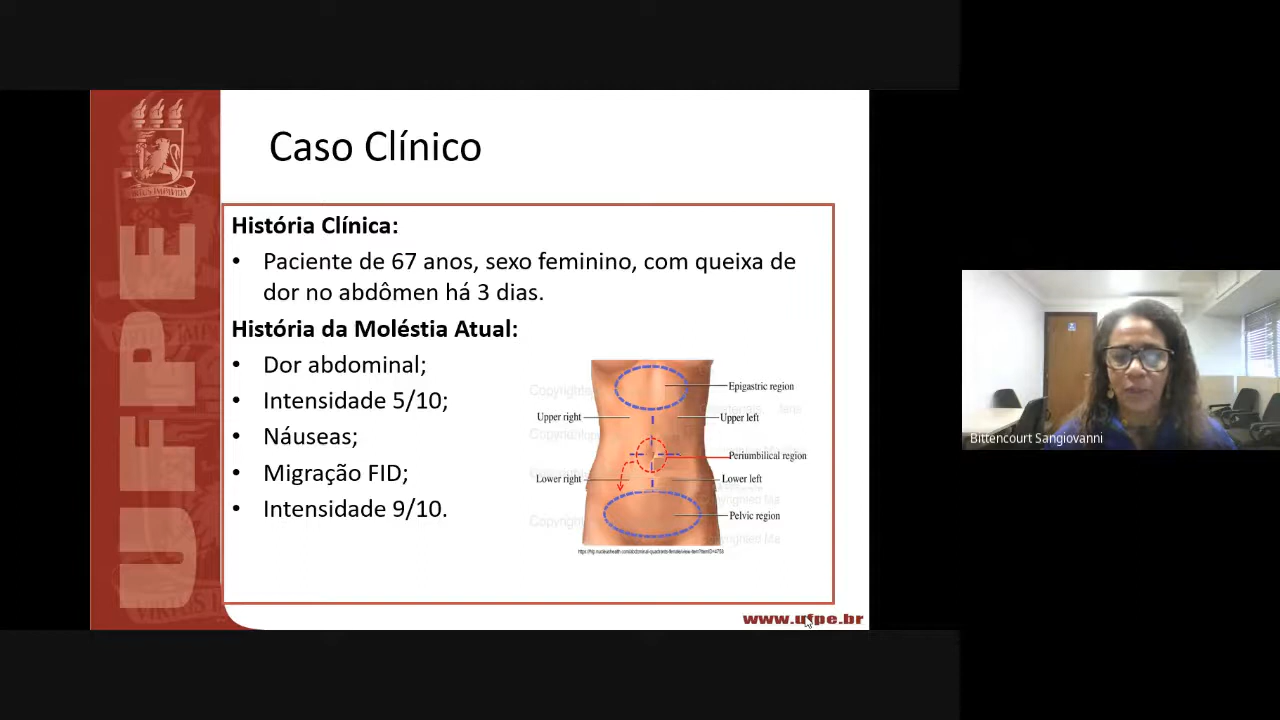 Caso Clínico
História Clínica:
• Paciente de 67 anos, sexo feminino, com queixa de
dor no abdômen há 3 dias.
História da Moléstia Atual:
• Dor abdominal;
• Intensidade 5/10;
• Náuseas;
• Migração FID;
• Intensidade 9/10.
Epigastric region
Upper right
Upper left
Periumbilical region
Lower right
Lower left
Pelvic region
UFPE
www.ufpe.br
Bittencourt Sangiovanni